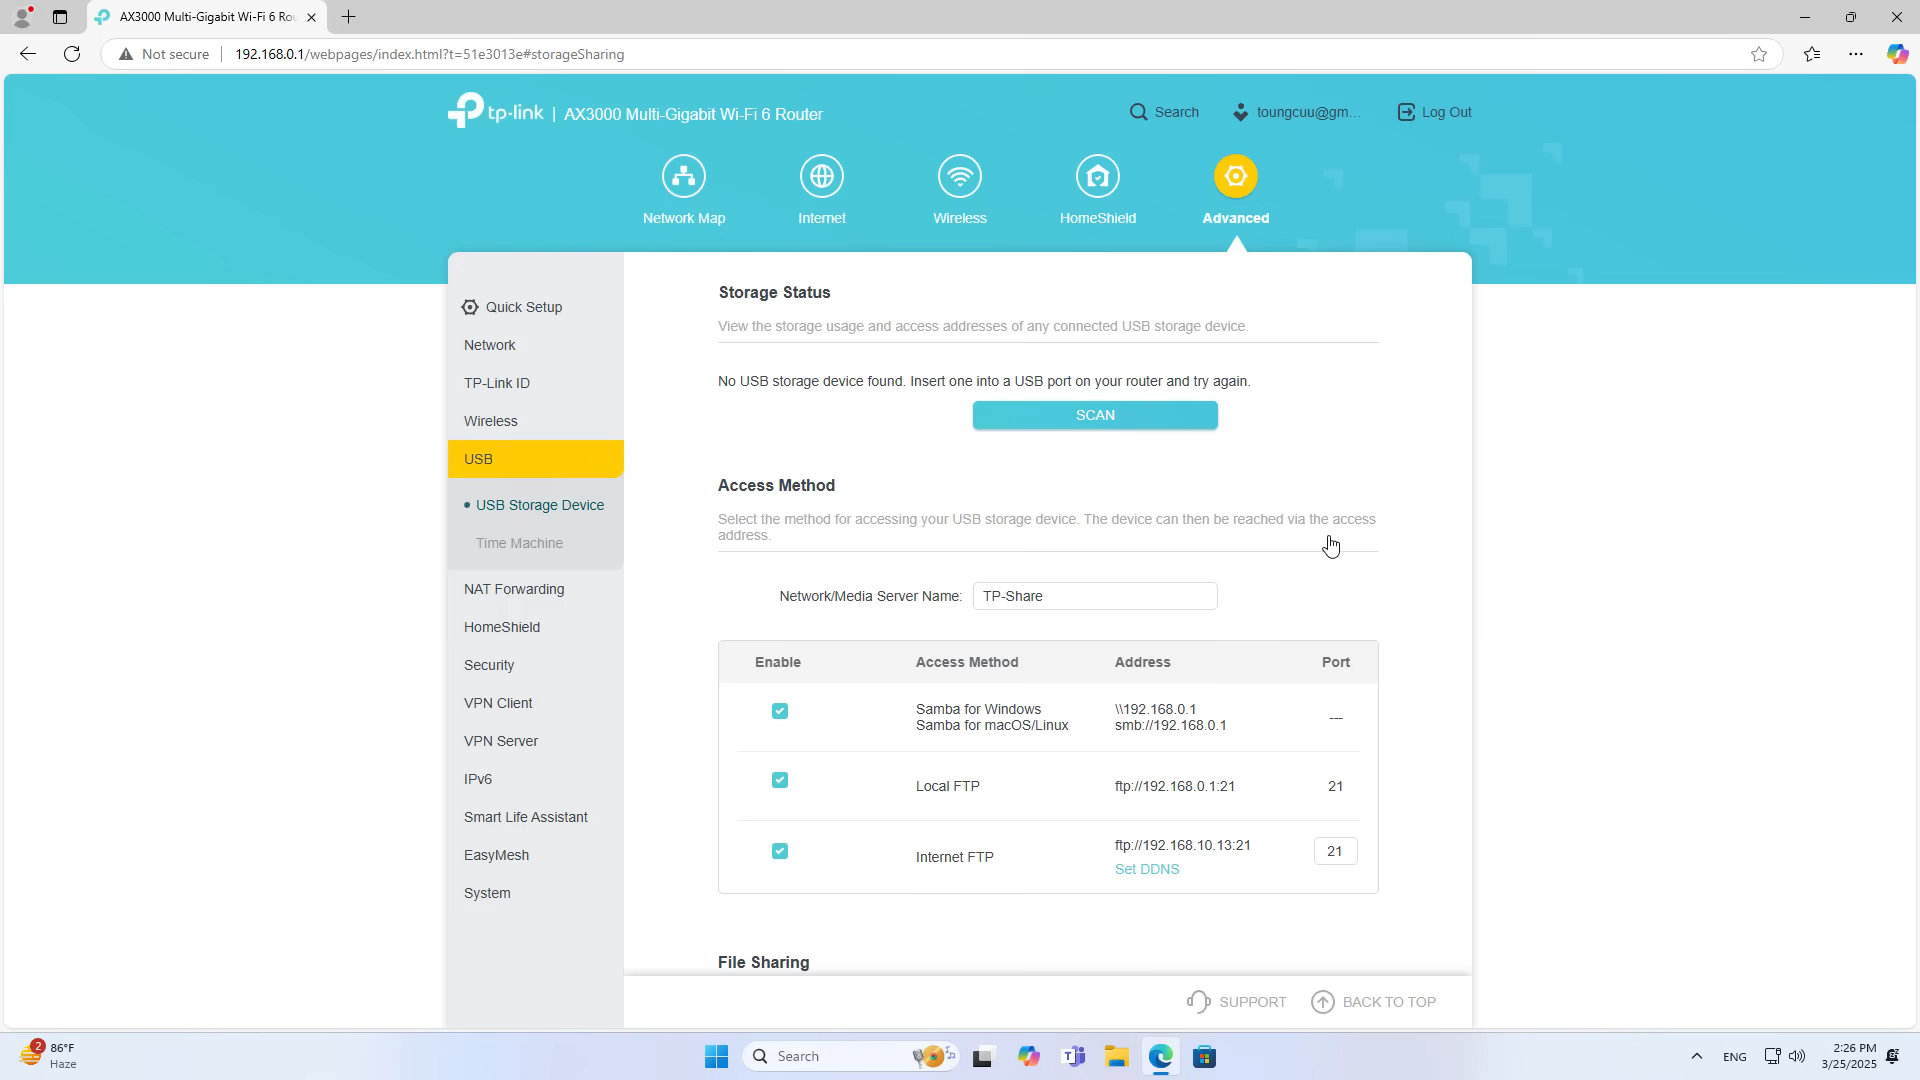 AX3000 Multi-Gigabit Wi-Fi 6 Rou
Not secure
192.168.0.1/webpages/index.html?t=51e3013e#storageSharing
tp-link | AX3000 Multi-Gigabit Wi-Fi 6 Router
Search
toungcuu@gm...
Log Out
Network Map
Internet
Wireless
HomeShield
Advanced
Quick Setup
Network
TP-Link ID
Wireless
USB
USB Storage Device
Time Machine
NAT Forwarding
HomeShield
Security
VPN Client
VPN Server
IPv6
Smart Life Assistant
EasyMesh
System
Storage Status
View the storage usage and access addresses of any connected USB storage device.
No USB storage device found. Insert one into a USB port on your router and try again.
SCAN
Access Method
Select the method for accessing your USB storage device. The device can then be reached via the access
address.
Network/Media Server Name: TP-Share
Enable Access Method Address Port
Samba for Windows \\192.168.0.1
Samba for macOS/Linux smb://192.168.0.1
---
Local FTP ftp://192.168.0.1:21 21
Internet FTP ftp://192.168.10.13:21 21
Set DDNS
File Sharing
SUPPORT
BACK TO TOP
2
86°F
Haze
Search
ENG
2:26 PM
3/25/2025